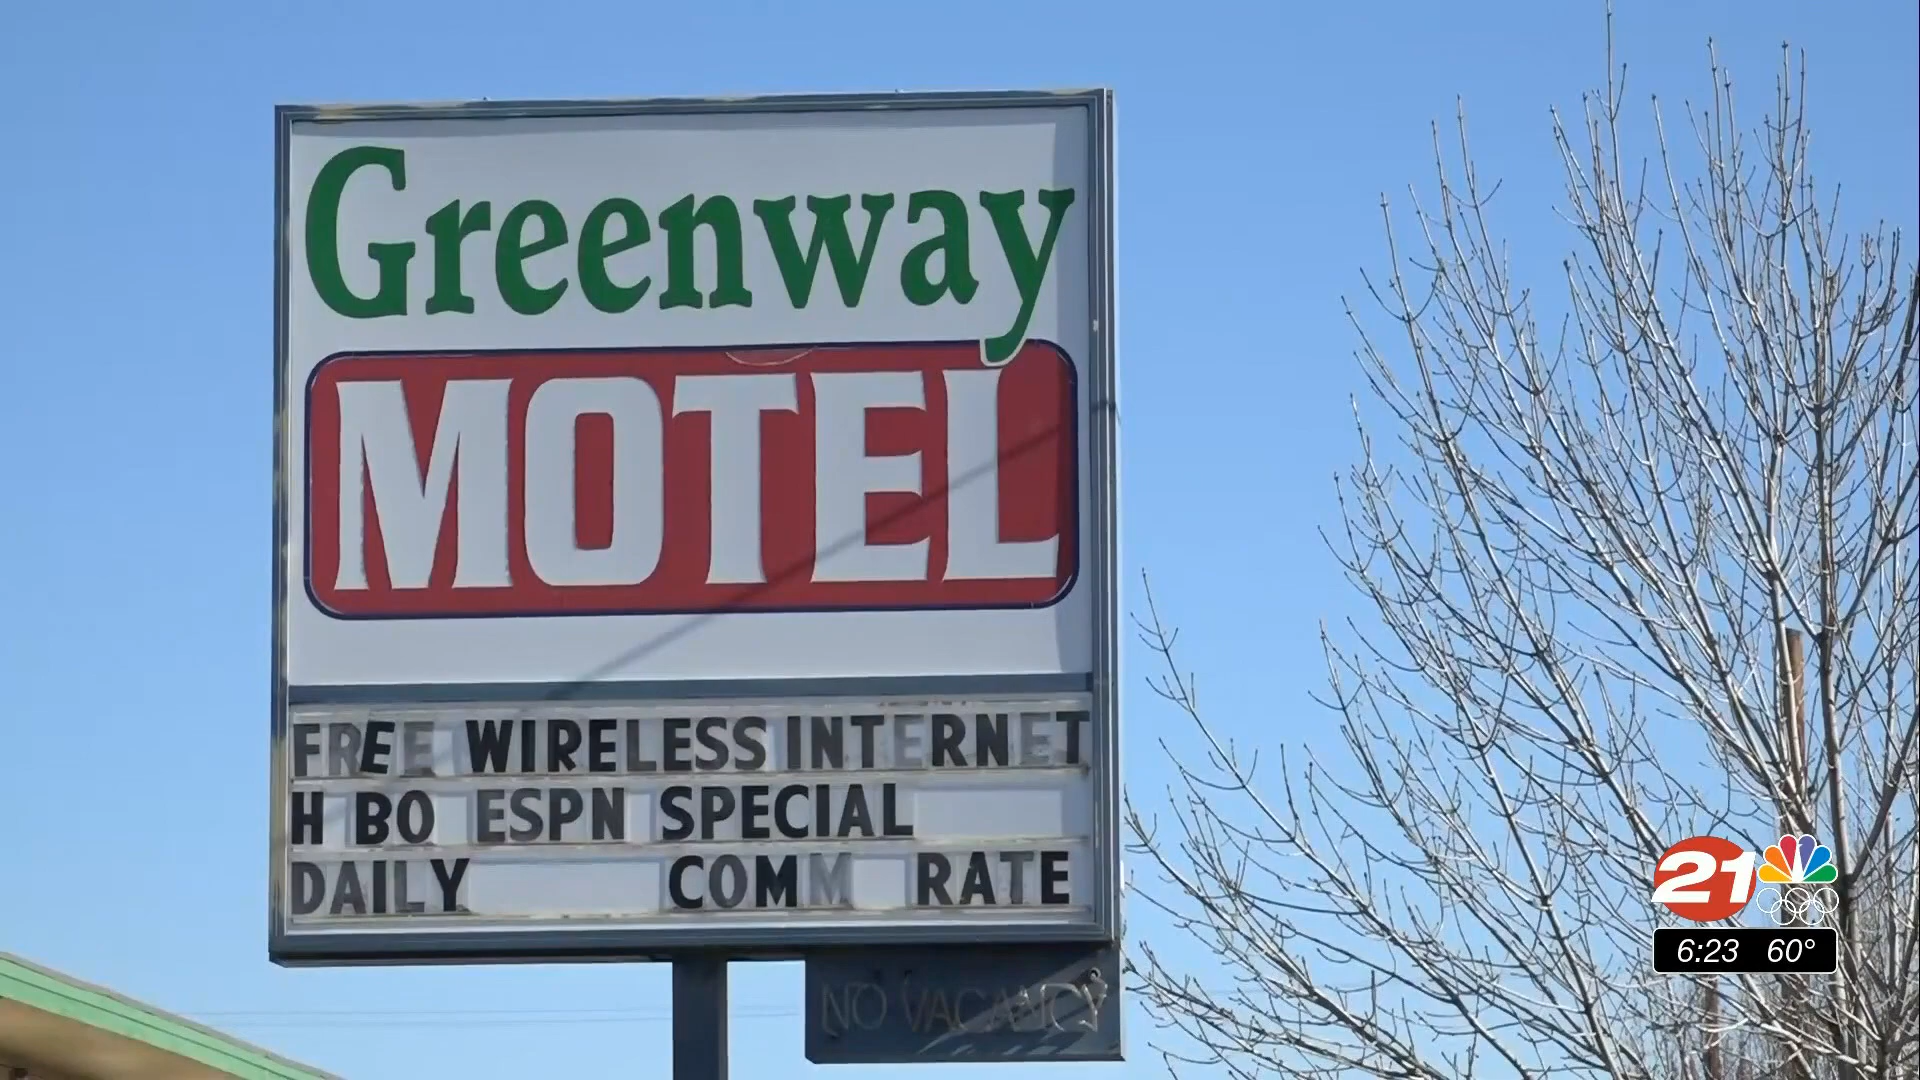 Greenway
MOTEL
FREE WIRELESS INTERNET
H BO ESPN SPECIAL
DAILY COMM RATE
NO VACANCY
21
6:23 60°